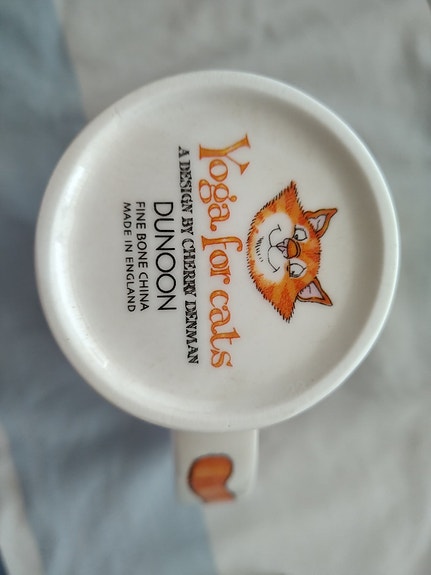 Yoga for cats
A DESIGN BY CHERRY DENMAN
DUNOON
FINE BONE CHINA
MADE IN ENGLAND